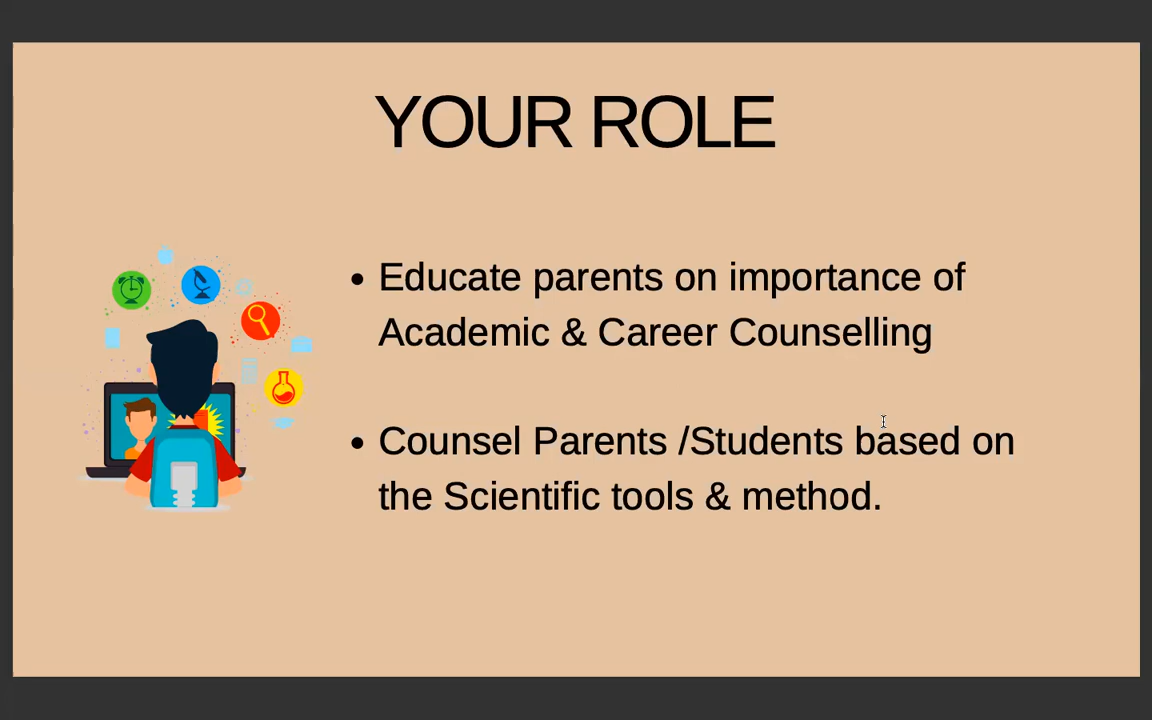 YOUR ROLE
• Educate parents on importance of
Academic & Career Counselling
• Counsel Parents /Students based on
the Scientific tools & method.